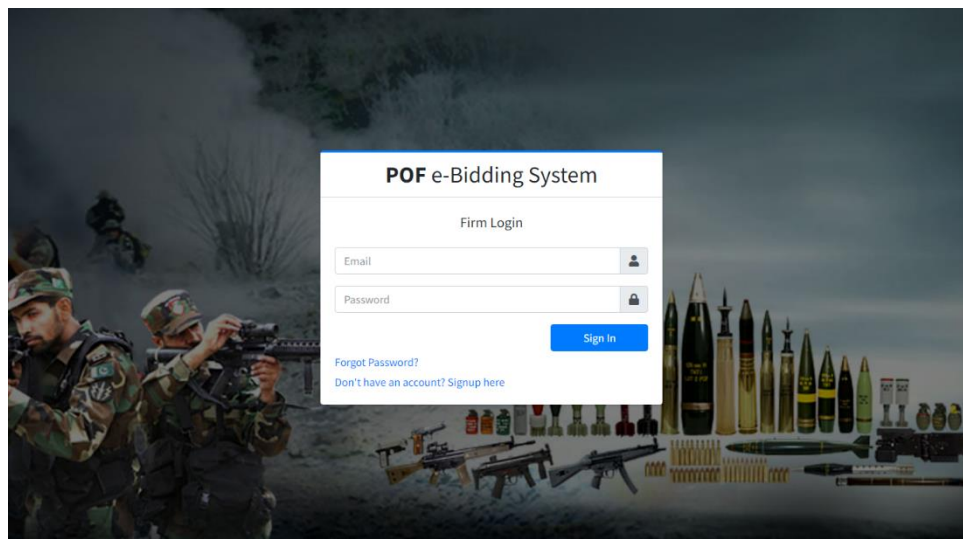 POF e-Bidding System
Firm Login
Email
Password
Sign In
Forgot Password?
Don't have an account? Signup here